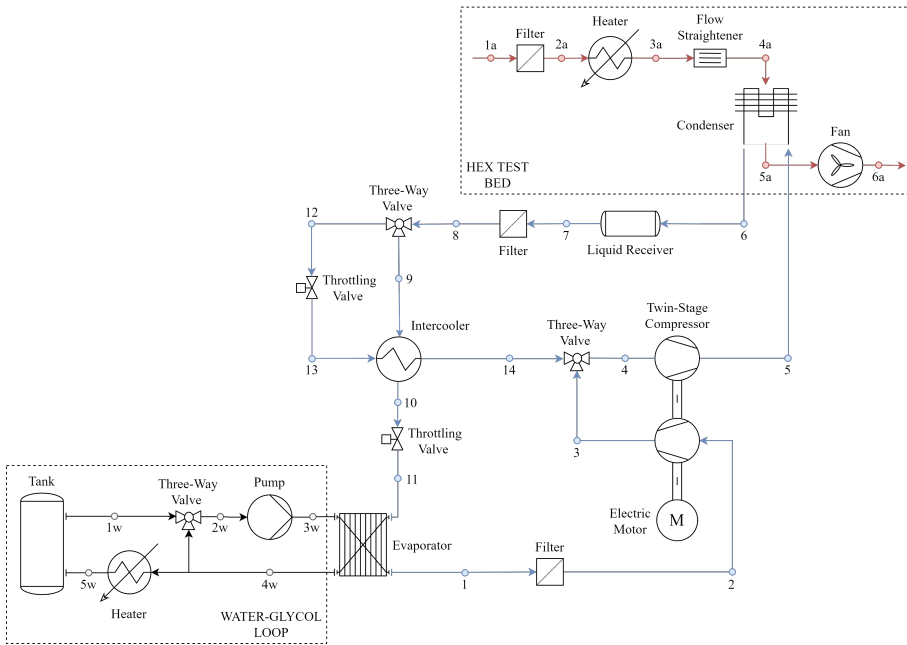 Heater
Flow
Straightener
Filter
1a
2a
3a
4a
Condenser
Fan
HEX TEST
BED
5a
6a
Three-Way
Valve
12
8
7
6
Filter
Liquid Receiver
9
Throttling
Valve
Twin-Stage
Compressor
Intercooler
Three-Way
Valve
13
14
4
5
10
Throttling
Valve
3
11
Tank
Three-Way
Valve
Pump
Electric
Motor
M
1w
2w
3w
Evaporator
Filter
5w
4w
1
2
Heater
WATER-GLYCOL
LOOP